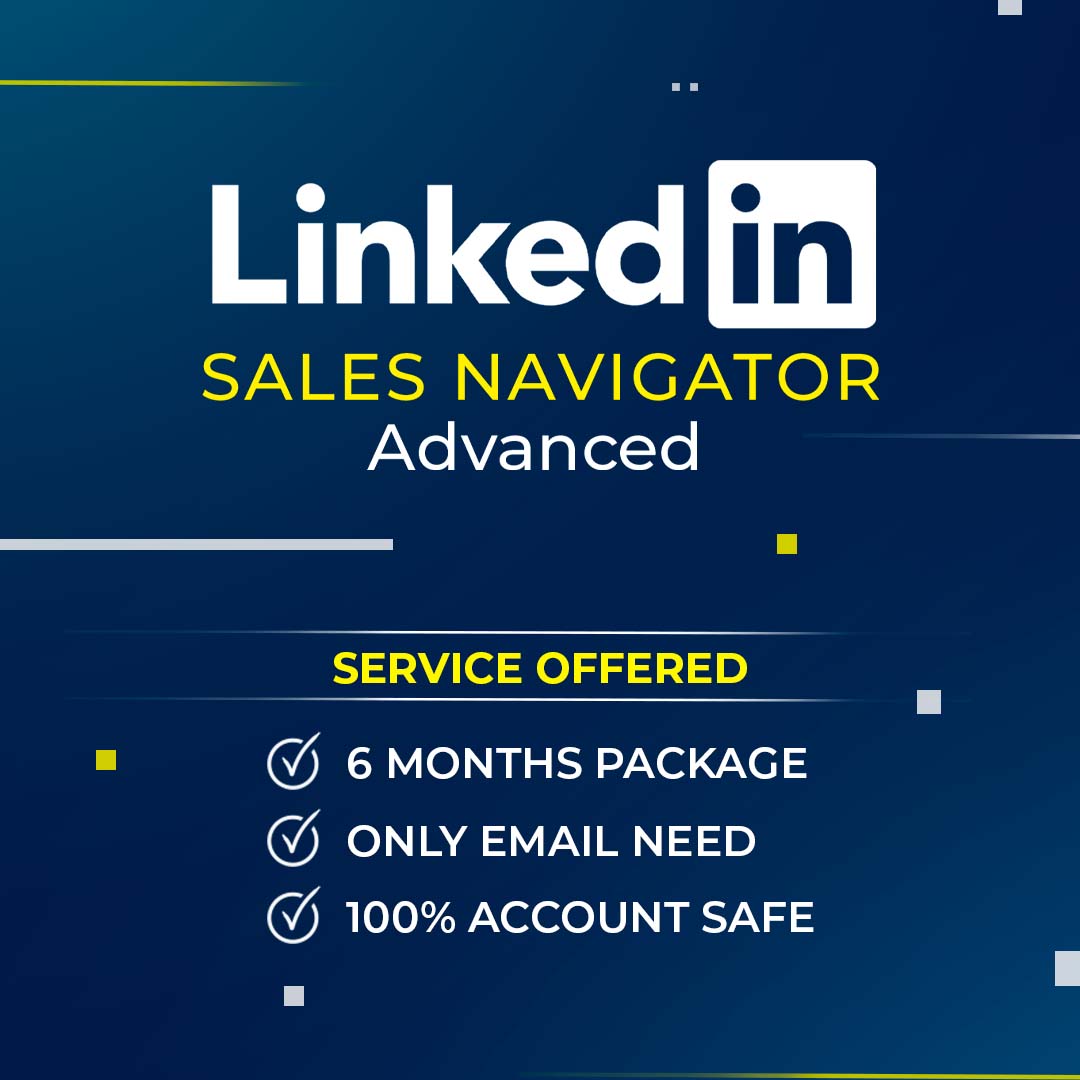 Linkedin
SALES NAVIGATOR
Advanced
SERVICE OFFERED
6 MONTHS PACKAGE
ONLY EMAIL NEED
100% ACCOUNT SAFE